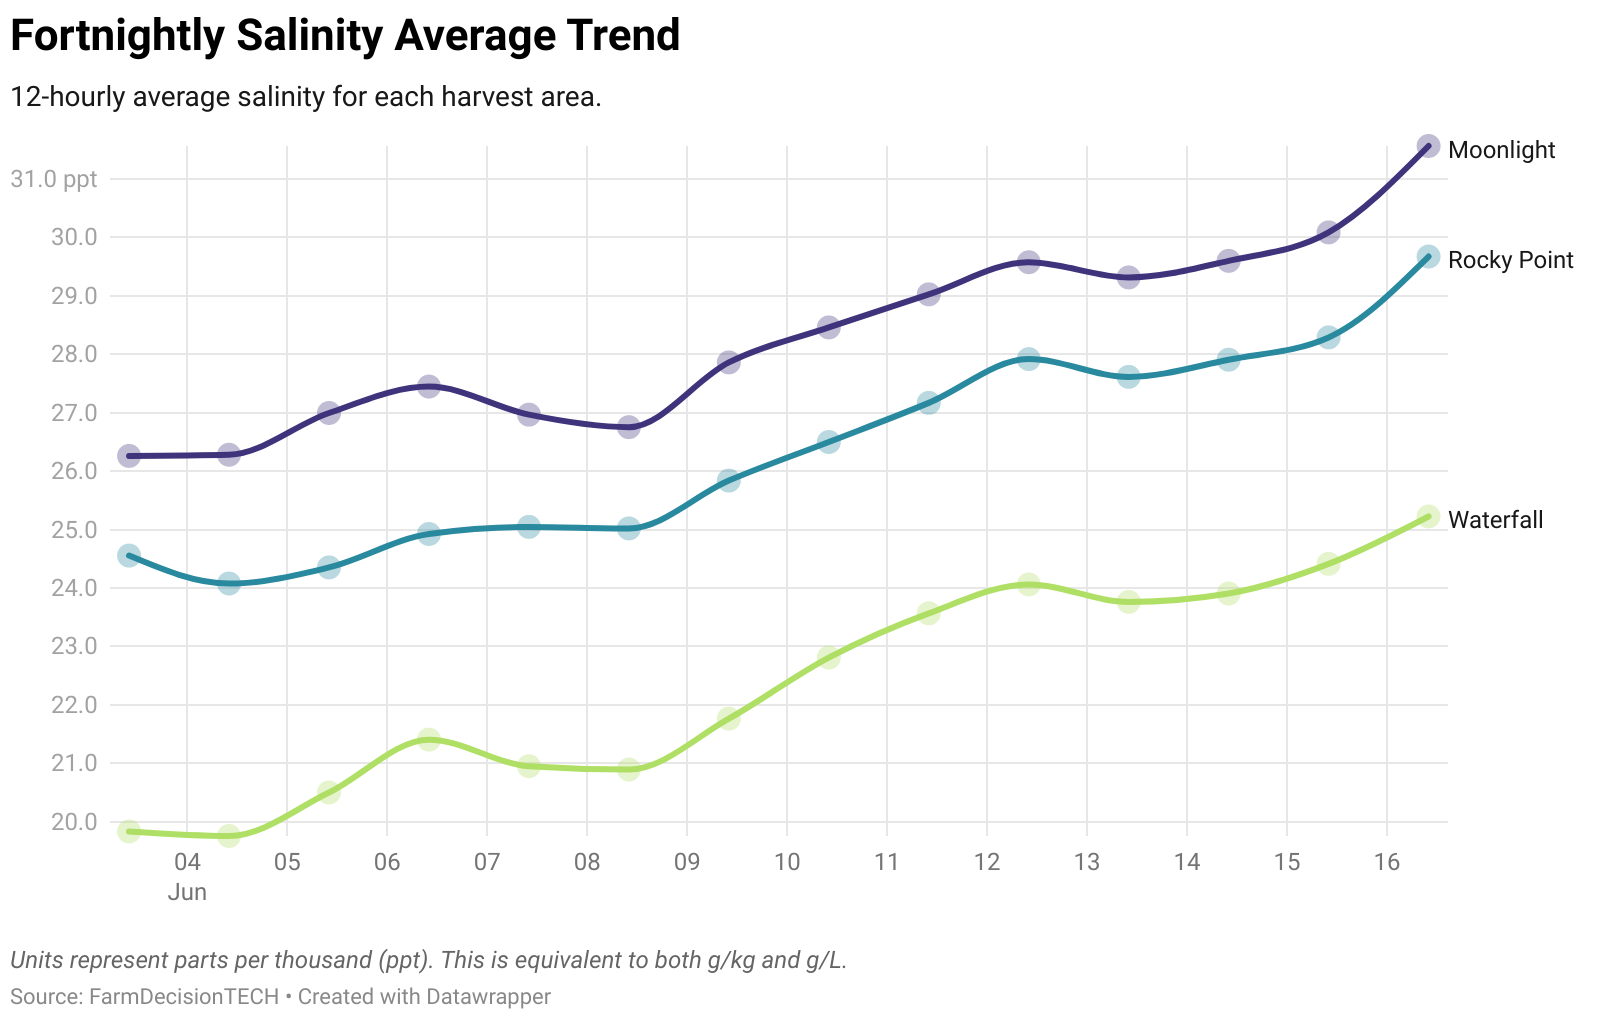 Fortnightly Salinity Average Trend
12-hourly average salinity for each harvest area.
31.0 ppt
30.0
29.0
28.0
27.0
26.0
25.0
24.0
23.0
22.0
21.0
20.0
Moonlight
Rocky Point
Waterfall
04 05 06 07 08 09 10 11 12 13 14 15 16
Jun
Units represent parts per thousand (ppt). This is equivalent to both g/kg and g/L.
Source: FarmDecisionTECH • Created with Datawrapper